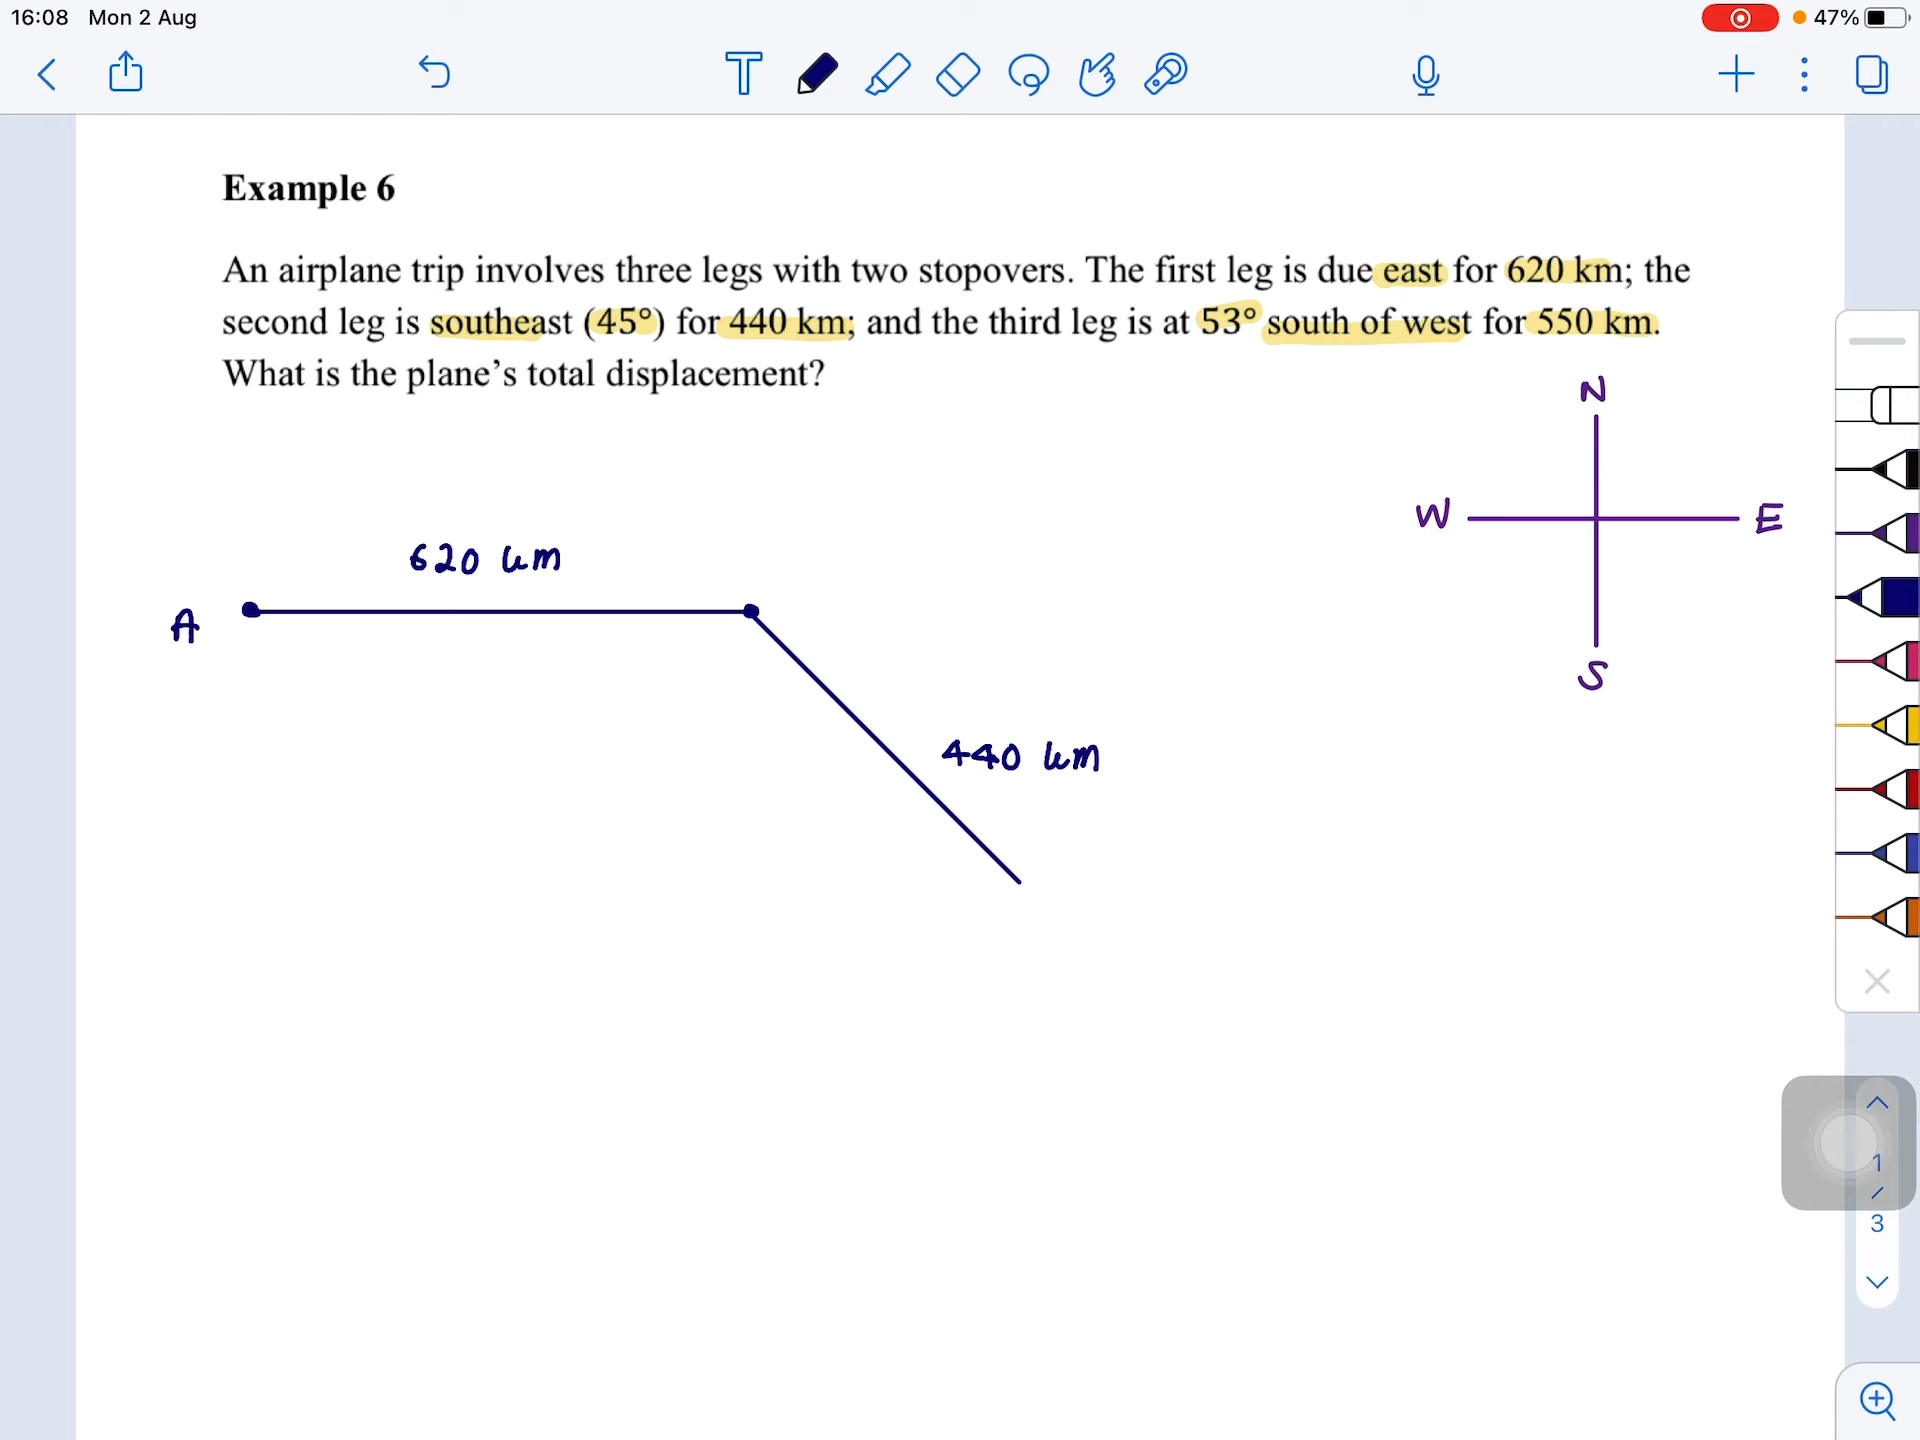 16:08 Mon 2 Aug
47%
T
Example 6
An airplane trip involves three legs with two stopovers. The first leg is due east for 620 km; the
second leg is southeast (45°) for 440 km; and the third leg is at 53° south of west for 550 km.
What is the plane’s total displacement?
N
W E
S
620 km
A
440 km
1
/
3